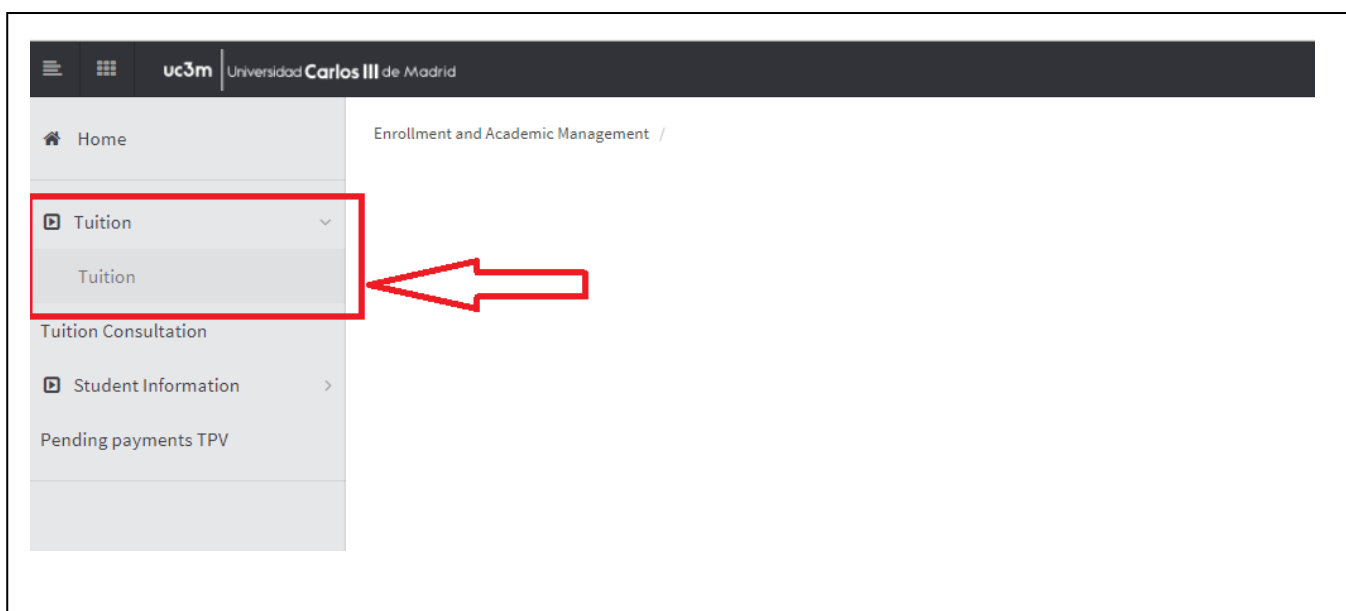 uc3m Universidad Carlos III de Madrid
Home
Enrollment and Academic Management /
Tuition
Tuition
Tuition Consultation
Student Information
Pending payments TPV